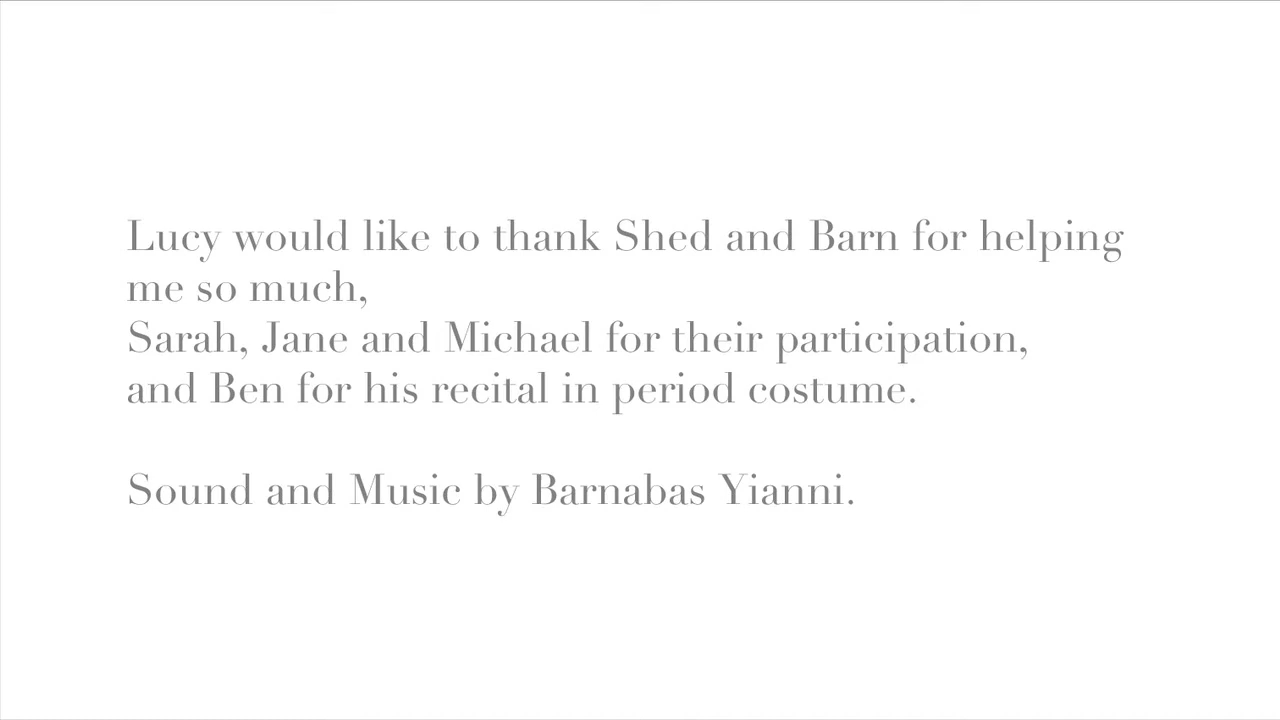 Lucy would like to thank Shed and Barn for helping
me so much,
Sarah, Jane and Michael for their participation,
and Ben for his recital in period costume.
Sound and Music by Barnabas Yianni.